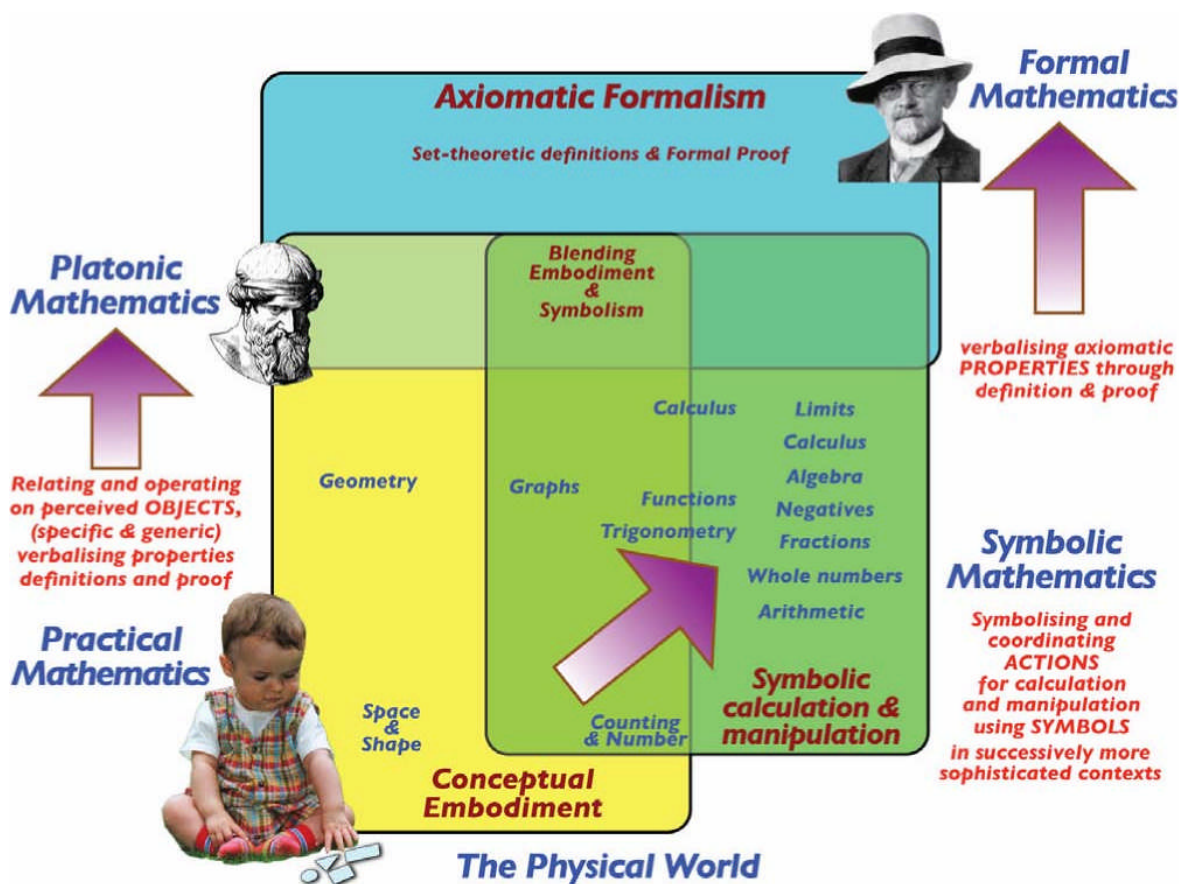 Formal
Mathematics
Axiomatic Formalism
Set-theoretic definitions & Formal Proof
Platonic
Mathematics
Blending
Embodiment
&
Symbolism
verbalising axiomatic
PROPERTIES through
definition & proof
Calculus
Limits
Calculus
Geometry
Graphs
Algebra
Functions
Negatives
Trigonometry
Fractions
Whole numbers
Arithmetic
Relating and operating
on perceived OBJECTS,
(specific & generic)
verbalising properties
definitions and proof
Symbolic
Mathematics
Symbolising and
coordinating
ACTIONS
for calculation
and manipulation
using SYMBOLS
in successively more
sophisticated contexts
Practical
Mathematics
Space
&
Shape
Counting
& Number
Symbolic
calculation &
manipulation
Conceptual
Embodiment
The Physical World